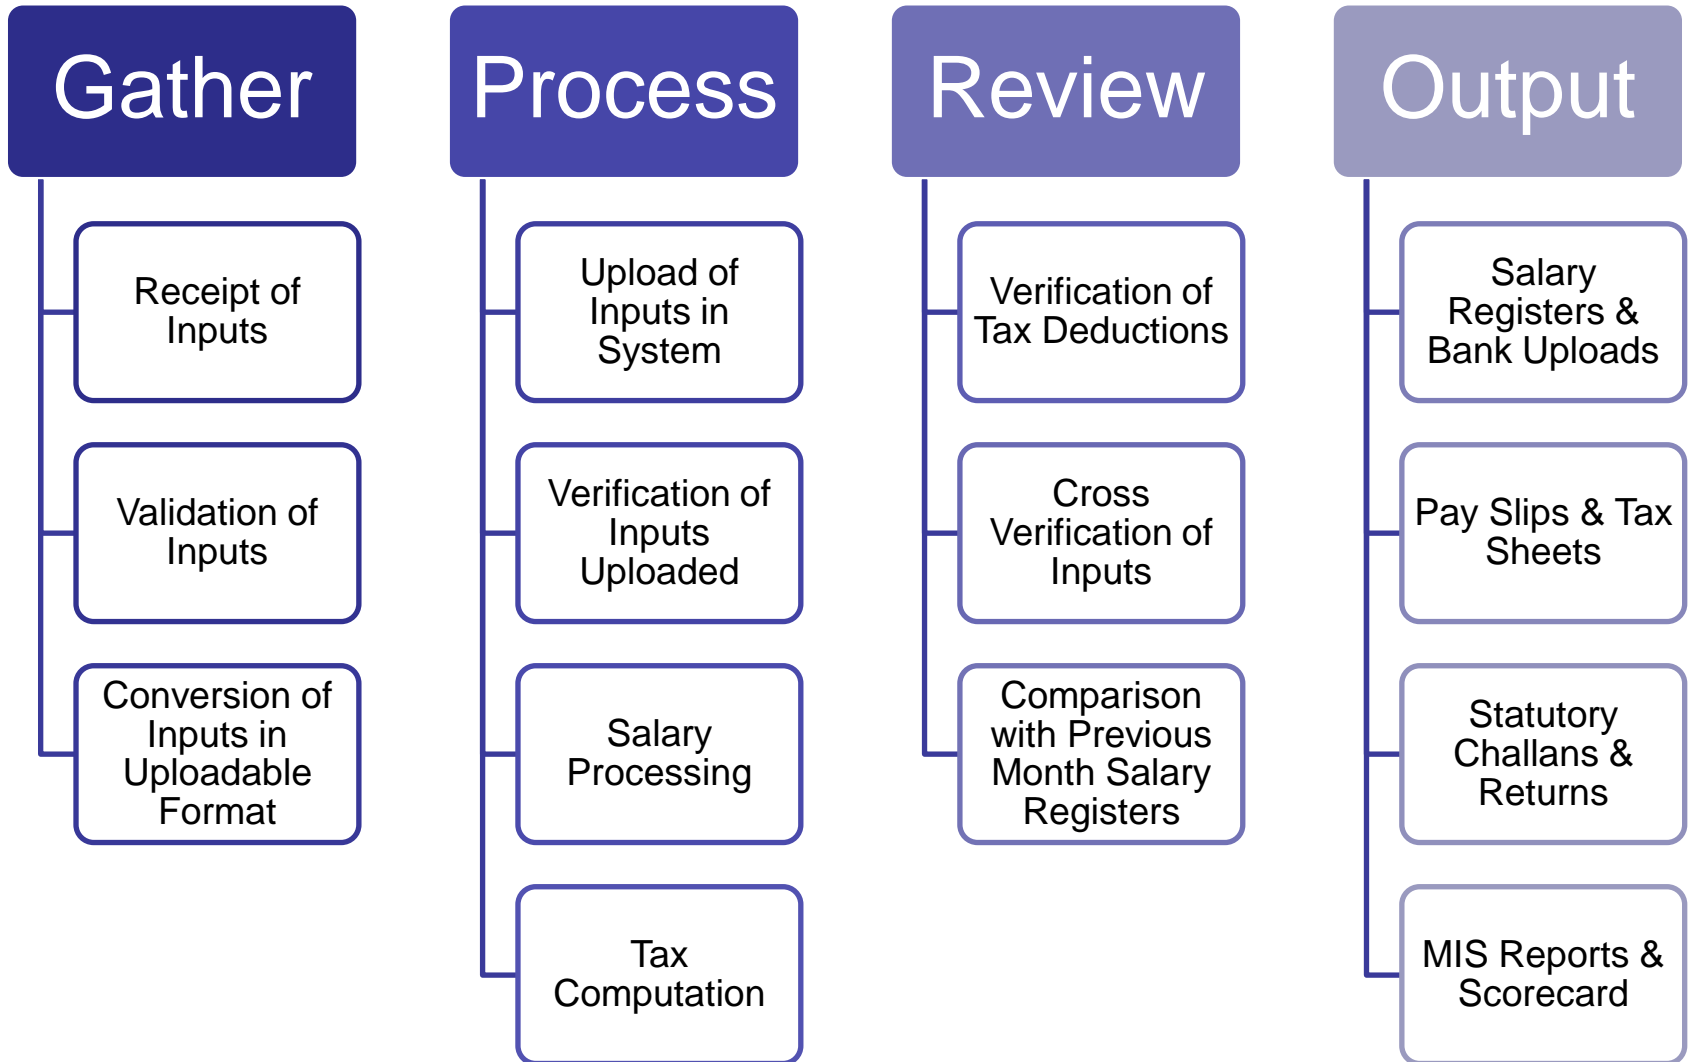 Gather
Receipt of
Inputs
Validation of
Inputs
Conversion of
Inputs in
Uploadable
Format
Process
Upload of
Inputs in
System
Verification of
Inputs
Uploaded
Salary
Processing
Tax
Computation
Review
Verification of
Tax Deductions
Cross
Verification of
Inputs
Comparison
with Previous
Month Salary
Registers
Output
Salary
Registers &
Bank Uploads
Pay Slips & Tax
Sheets
Statutory
Challans &
Returns
MIS Reports &
Scorecard